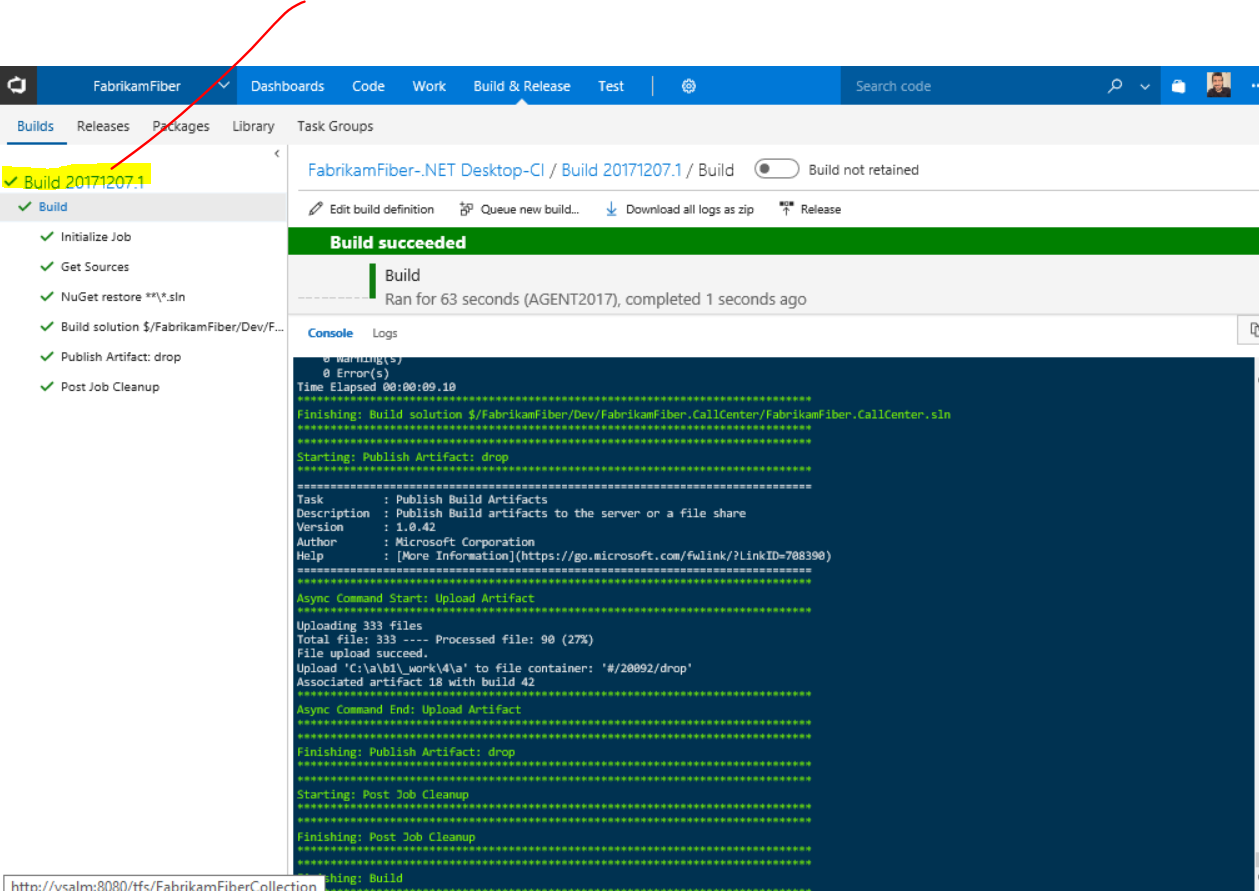 FabrikamFiber
Dashboards Code Work Build & Release Test Search code
Builds Releases Packages Library Task Groups
Build 20171207.1
Build
Initialize Job
Get Sources
NuGet restore **\*.sln
Build solution $/FabrikamFiber/Dev/F...
Publish Artifact: drop
Post Job Cleanup
FabrikamFiber-.NET Desktop-CI / Build 20171207.1 / Build Build not retained
Edit build definition Queue new build... Download all logs as zip Release
Build succeeded
Build
Ran for 63 seconds (AGENT2017), completed 1 seconds ago
Console Logs
0 Warning(s)
0 Error(s)
Time Elapsed 00:00:09.10
******************************************************************************
Finishing: Build solution $/FabrikamFiber/Dev/FabrikamFiber.CallCenter/FabrikamFiber.CallCenter.sln
******************************************************************************
******************************************************************************
Starting: Publish Artifact: drop
******************************************************************************
==============================================================================
Task : Publish Build Artifacts
Description : Publish Build artifacts to the server or a file share
Version : 1.0.42
Author : Microsoft Corporation
Help : [More Information](https://go.microsoft.com/fwlink/?LinkID=708390)
==============================================================================
******************************************************************************
Async Command Start: Upload Artifact
******************************************************************************
Uploading 333 files
Total file: 333 ---- Processed file: 90 (27%)
File upload succeed.
Upload 'C:\a\b1\_work\4\a' to file container: '#/20092/drop'
Associated artifact 18 with build 42
******************************************************************************
Async Command End: Upload Artifact
******************************************************************************
******************************************************************************
Finishing: Publish Artifact: drop
******************************************************************************
******************************************************************************
Starting: Post Job Cleanup
******************************************************************************
******************************************************************************
Finishing: Post Job Cleanup
******************************************************************************
******************************************************************************
shing: Build
******************************************************************************
http://vsalm:8080/tfs/FabrikamFiberCollection